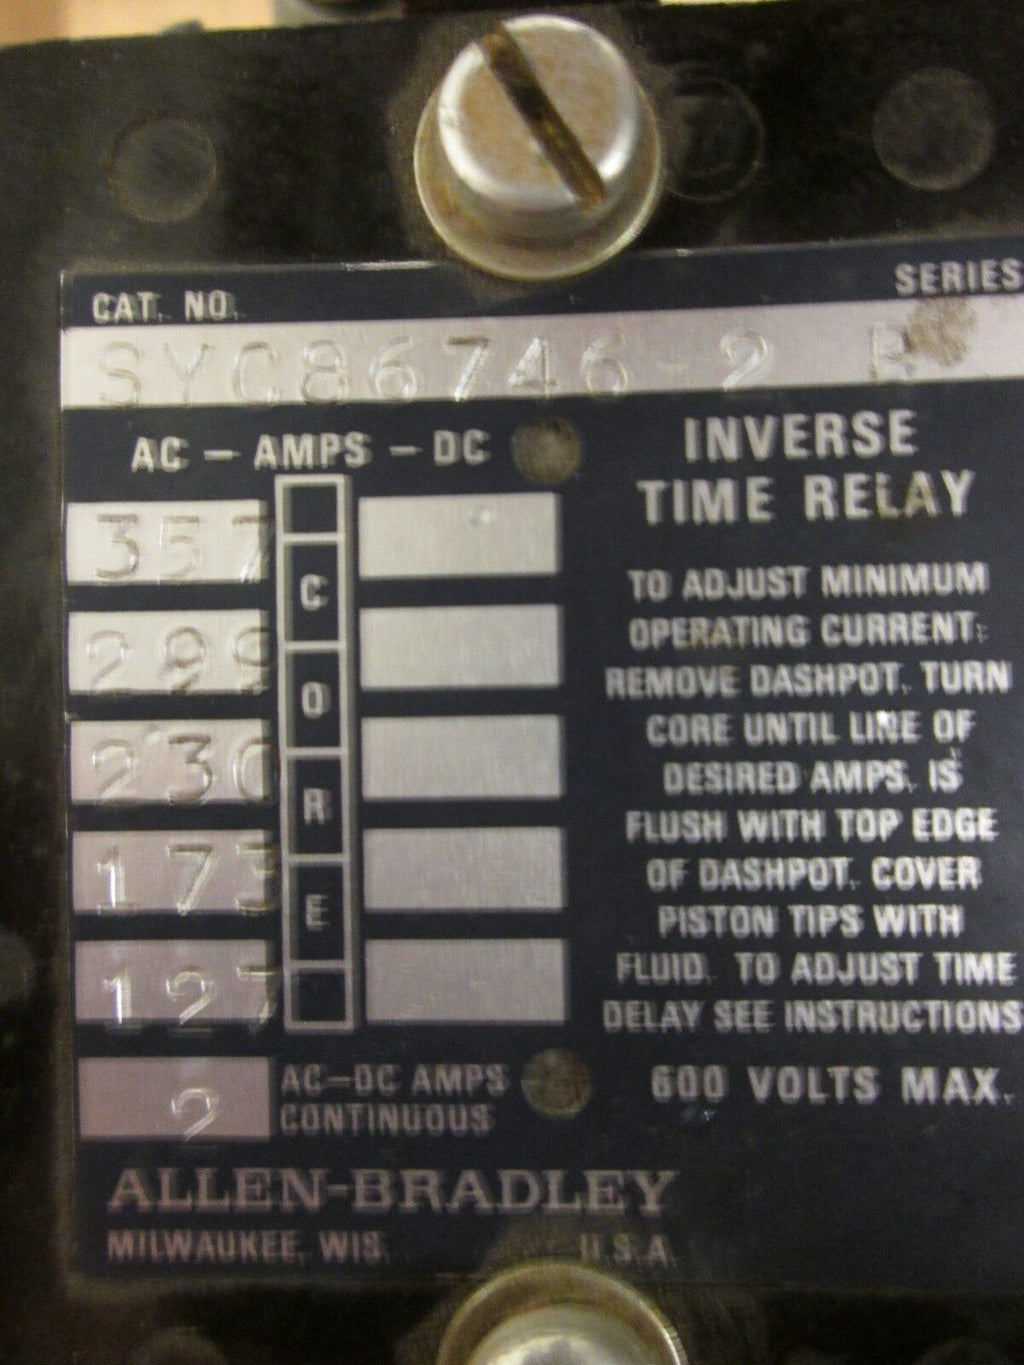 CAT. NO.
SERIES
SYC86746-2 B
AC - AMPS - DC
357
299
230
173
127
CORE
2
AC-DC AMPS
CONTINUOUS
INVERSE
TIME RELAY
TO ADJUST MINIMUM
OPERATING CURRENT:
REMOVE DASHPOT. TURN
CORE UNTIL LINE OF
DESIRED AMPS. IS
FLUSH WITH TOP EDGE
OF DASHPOT. COVER
PISTON TIPS WITH
FLUID. TO ADJUST TIME
DELAY SEE INSTRUCTIONS
600 VOLTS MAX.
ALLEN-BRADLEY
MILWAUKEE, WIS. U.S.A.